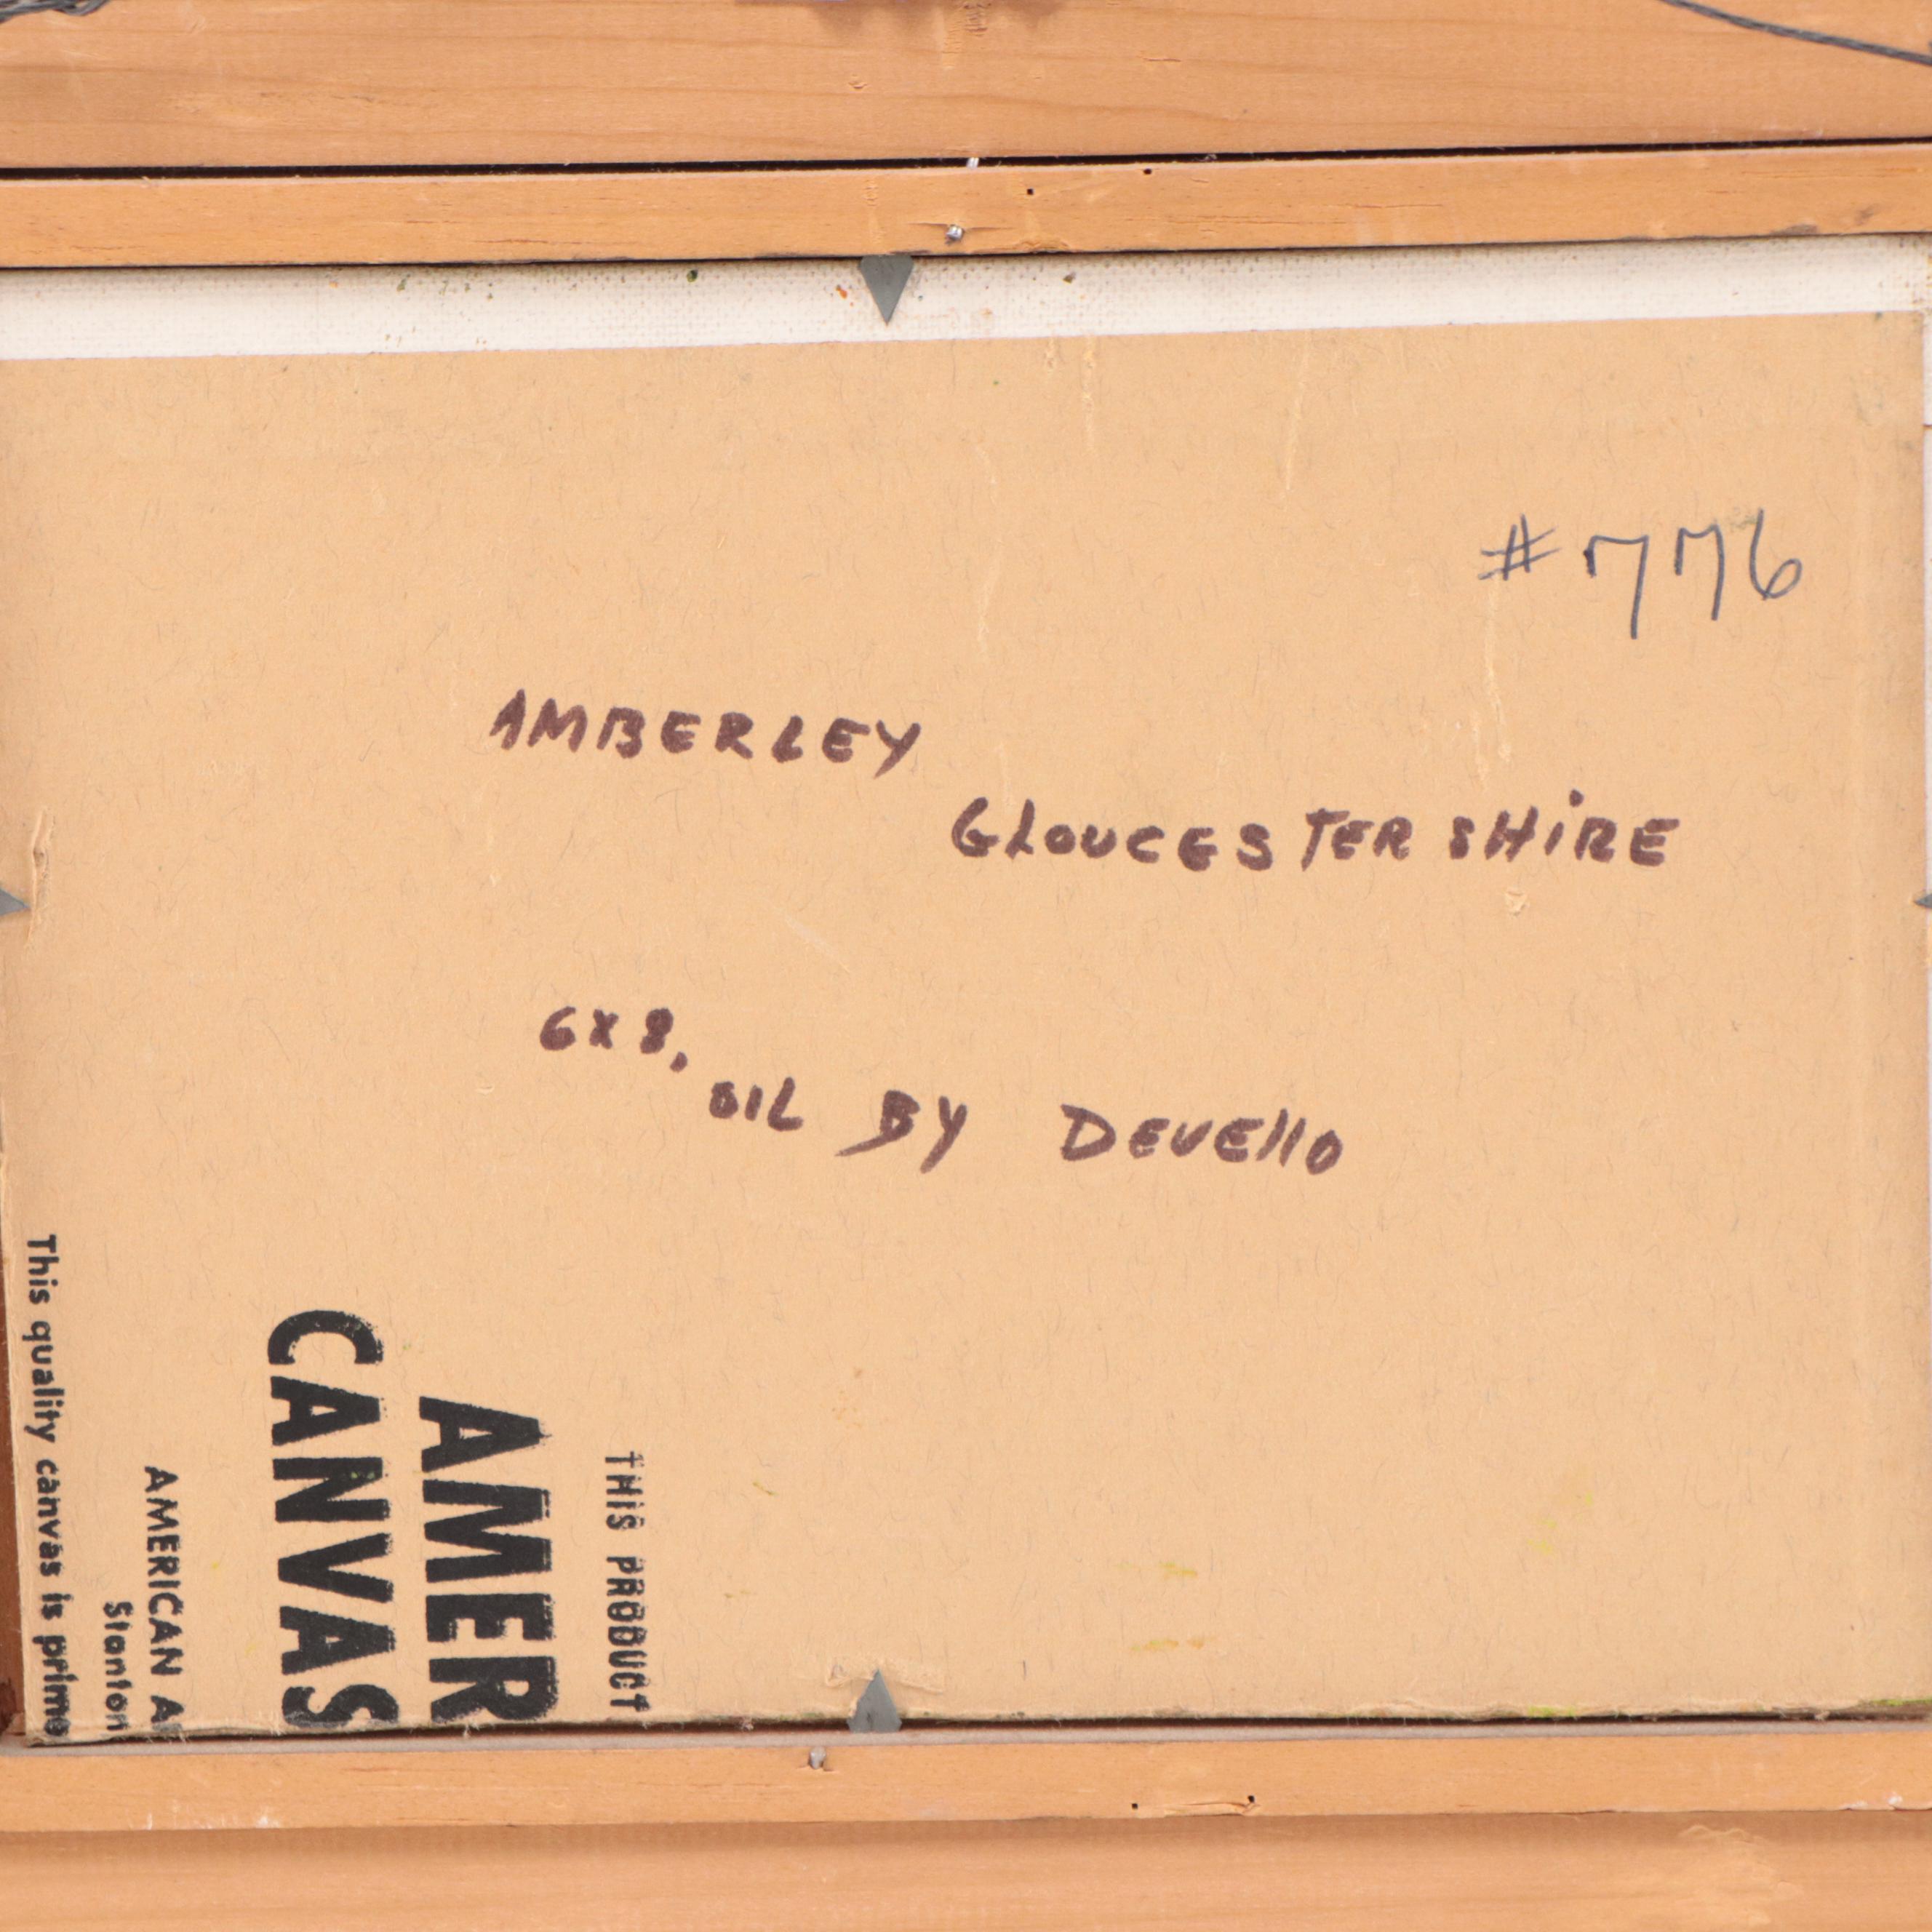 #776
AMBERLEY
GLOUCESTERSHiRE
6X8,
OIL BY DEVEllO
THIS PRODUCT
AMER
CANVAS
AMERICAN A
Stanton
This quality canvas is prime